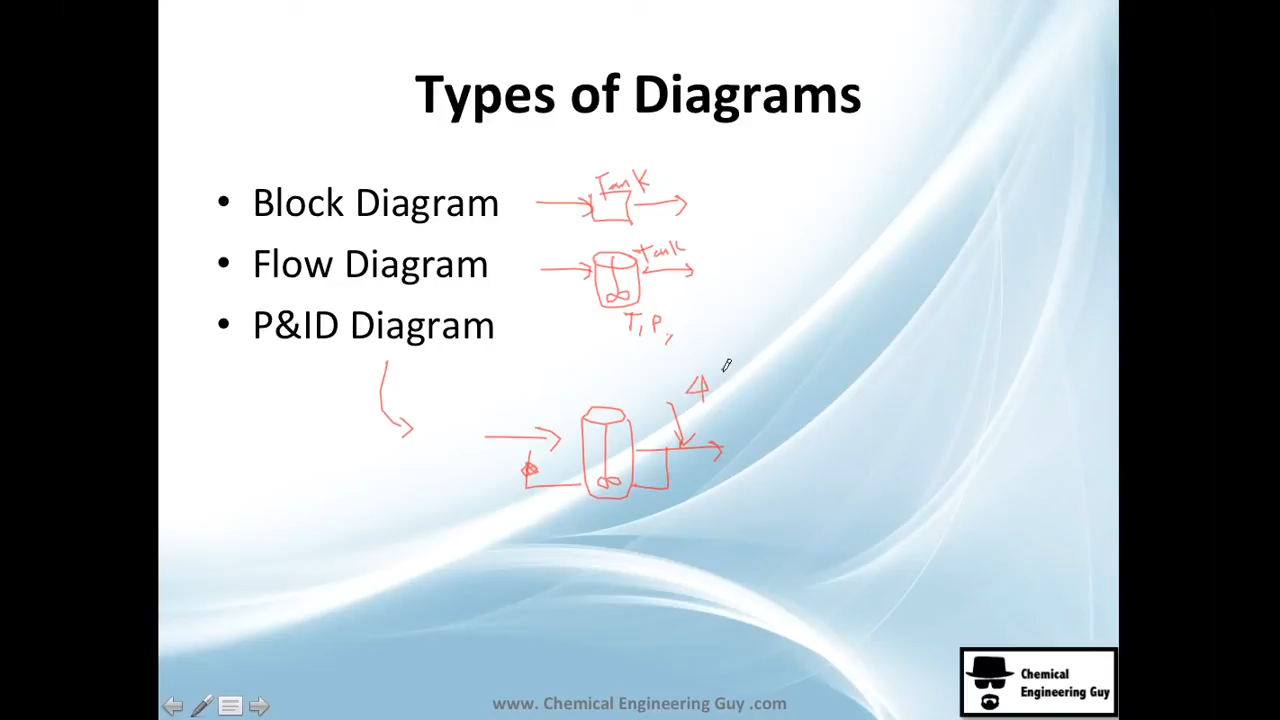 Types of Diagrams
• Block Diagram
Tank
• Flow Diagram
Tank
• P&ID Diagram
T, P,
4
Chemical
Engineering Guy
www. Chemical Engineering Guy .com